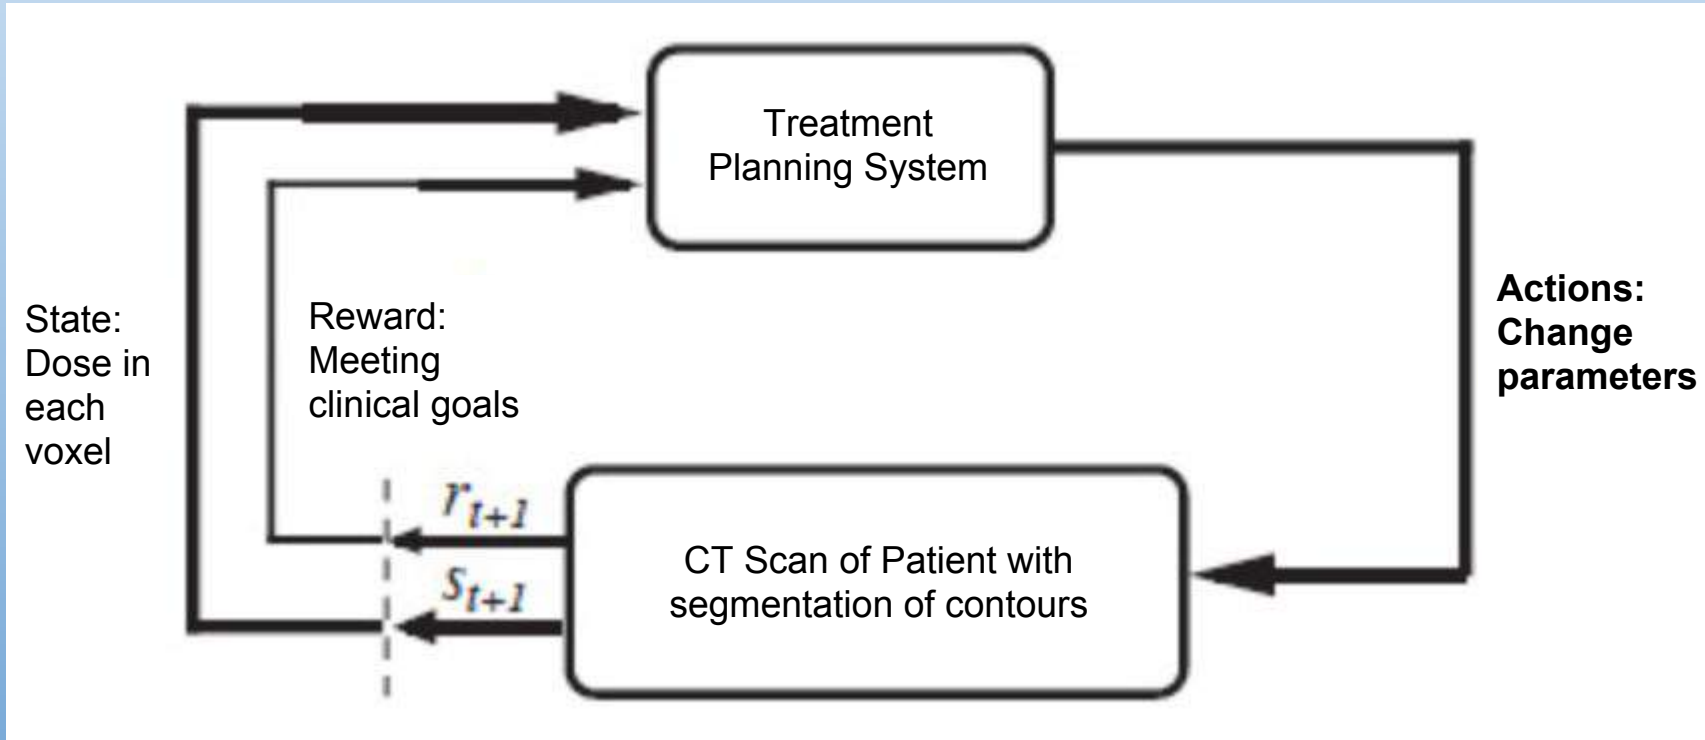 Treatment
Planning System
State:
Dose in
each
voxel
Reward:
Meeting
clinical goals
Actions:
Change
parameters
r_{t+1}
s_{t+1}
CT Scan of Patient with
segmentation of contours